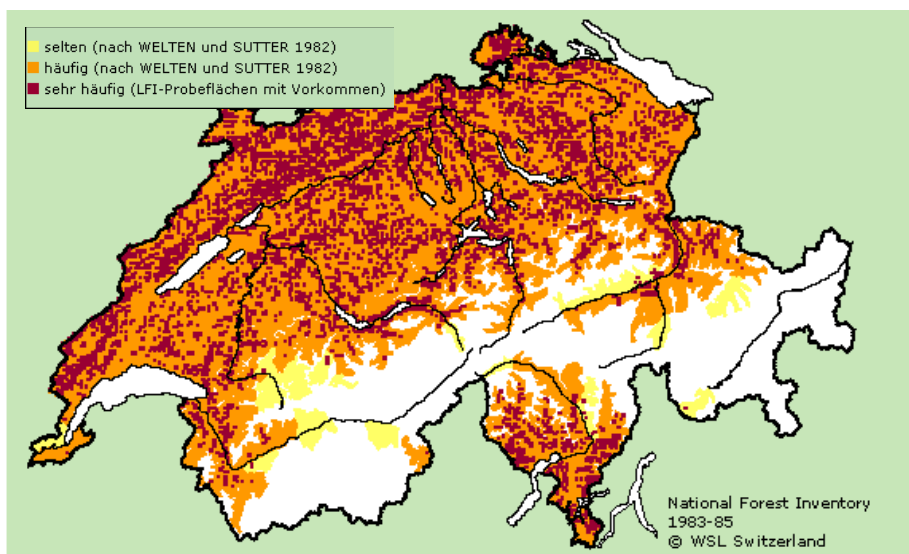 selten (nach WELTEN und SUTTER 1982)
häufig (nach WELTEN und SUTTER 1982)
sehr häufig (LFI-Probeflächen mit Vorkommen)
National Forest Inventory
1983-85
© WSL Switzerland